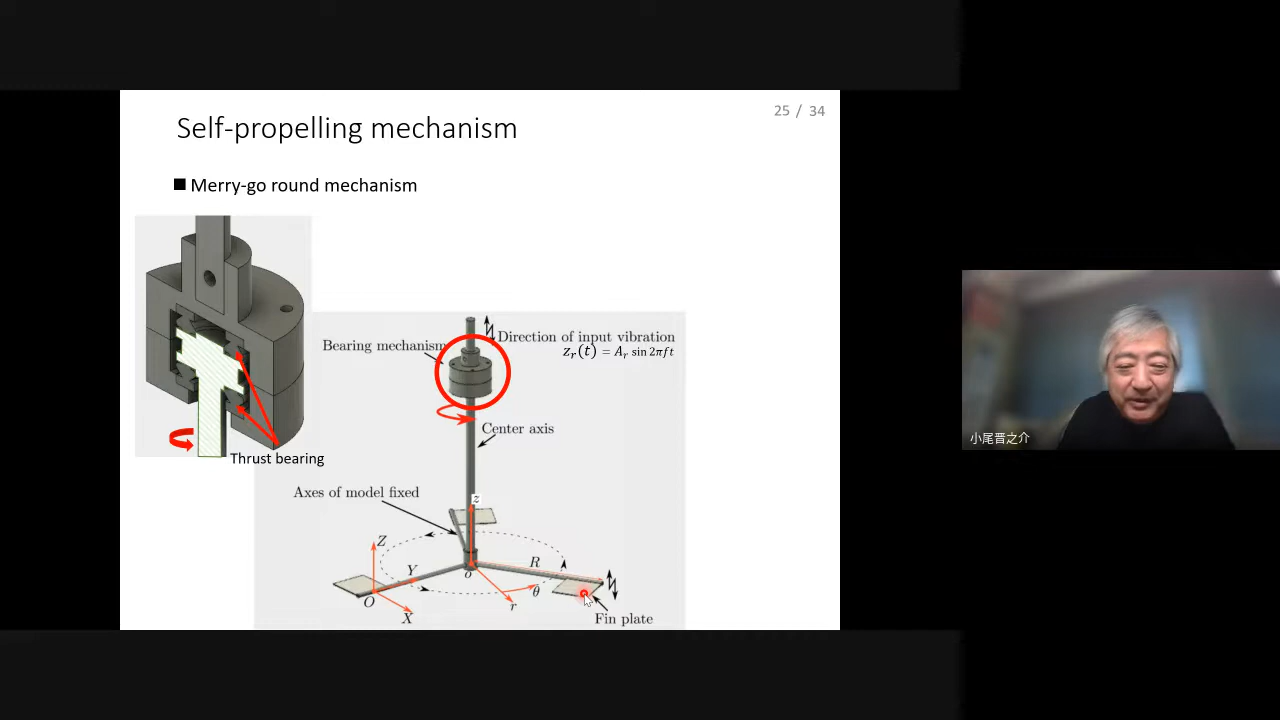 25 / 34
Self-propelling mechanism
Merry-go round mechanism
Direction of input vibration
Bearing mechanism
z_r(t) = A_r sin 2πft
Center axis
Thrust bearing
Axes of model fixed
z
Z
Y
R
o
θ
O
r
X
Fin plate
小尾晋之介